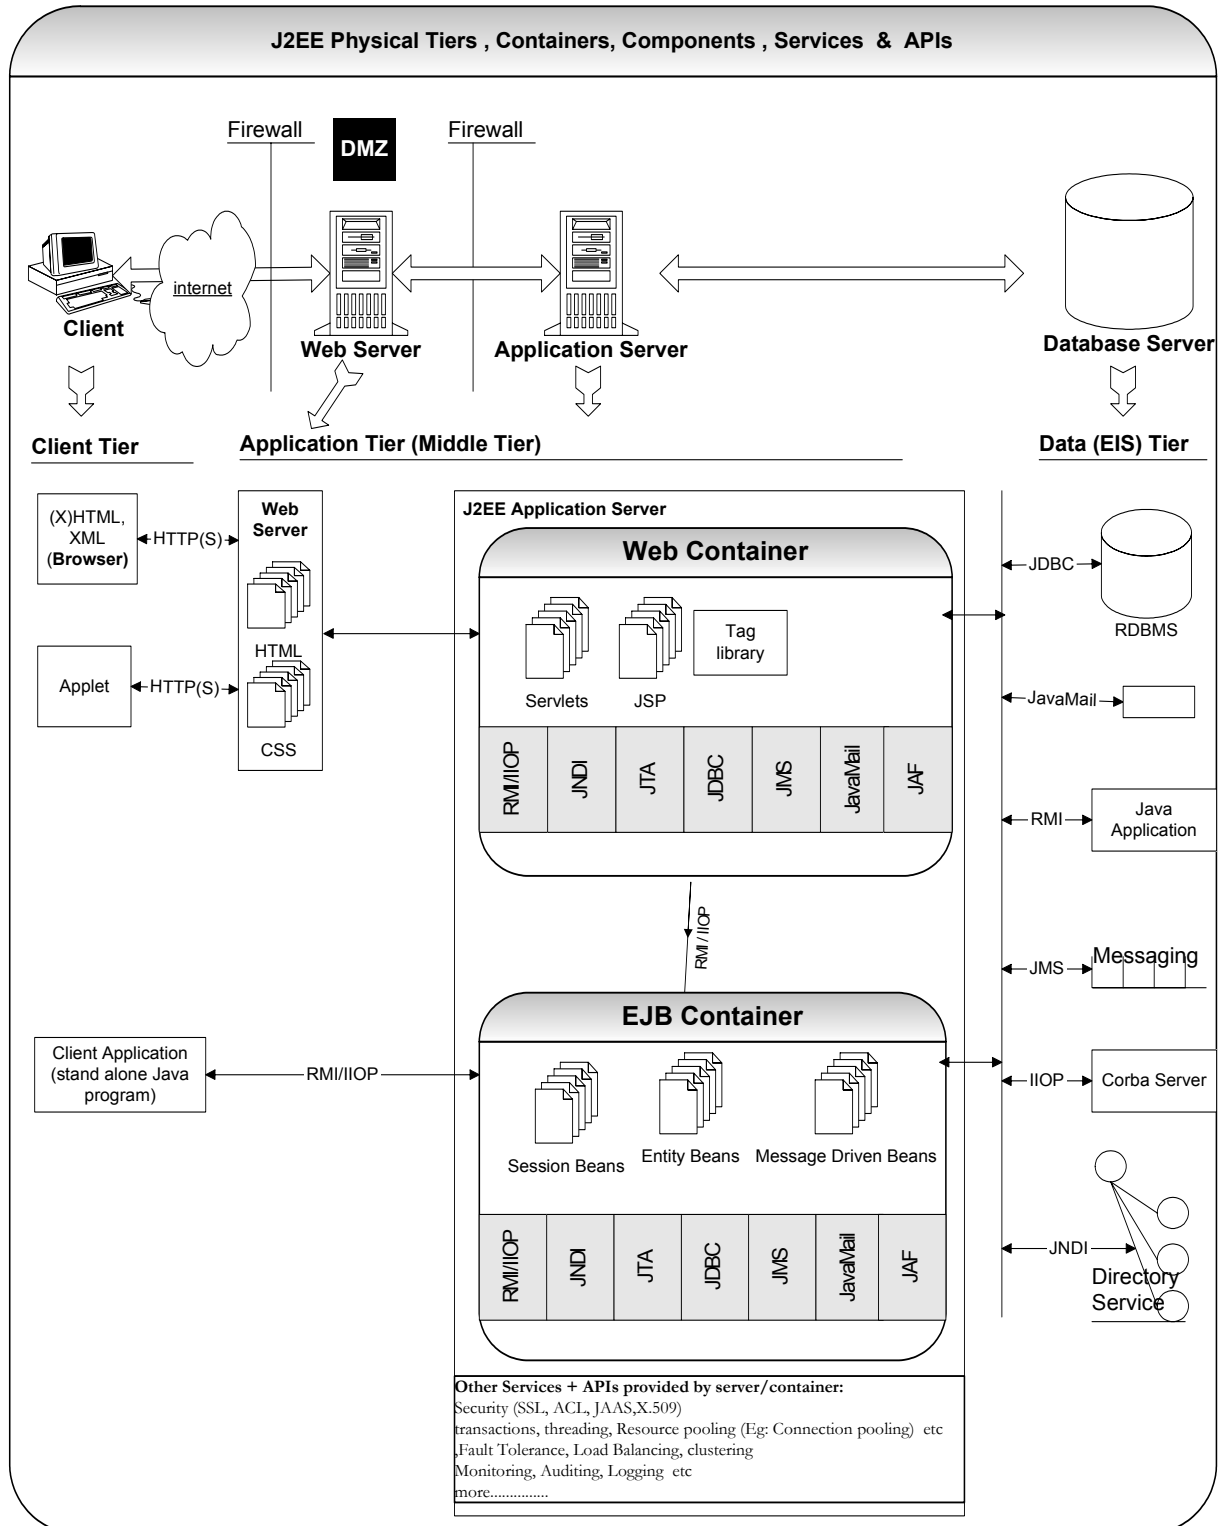 J2EE Physical Tiers , Containers, Components , Services & APIs
Firewall
DMZ
Firewall
internet
Client
Web Server
Application Server
Database Server
Client Tier
Application Tier (Middle Tier)
Data (EIS) Tier
(X)HTML,
XML
(Browser)
HTTP(S)
Applet
HTTP(S)
Web
Server
HTML
CSS
J2EE Application Server
Web Container
Servlets
JSP
Tag
library
RMI/IIOP
JNDI
JTA
JDBC
JMS
JavaMail
JAF
RMI / IIOP
Client Application
(stand alone Java
program)
RMI/IIOP
EJB Container
Session Beans
Entity Beans
Message Driven Beans
RMI/IIOP
JNDI
JTA
JDBC
JMS
JavaMail
JAF
JDBC
RDBMS
JavaMail
RMI
Java
Application
JMS
Messaging
IIOP
Corba Server
JNDI
Directory
Service
Other Services + APIs provided by server/container:
Security (SSL, ACL, JAAS,X.509)
transactions, threading, Resource pooling (Eg: Connection pooling) etc
,Fault Tolerance, Load Balancing, clustering
Monitoring, Auditing, Logging etc
more...............